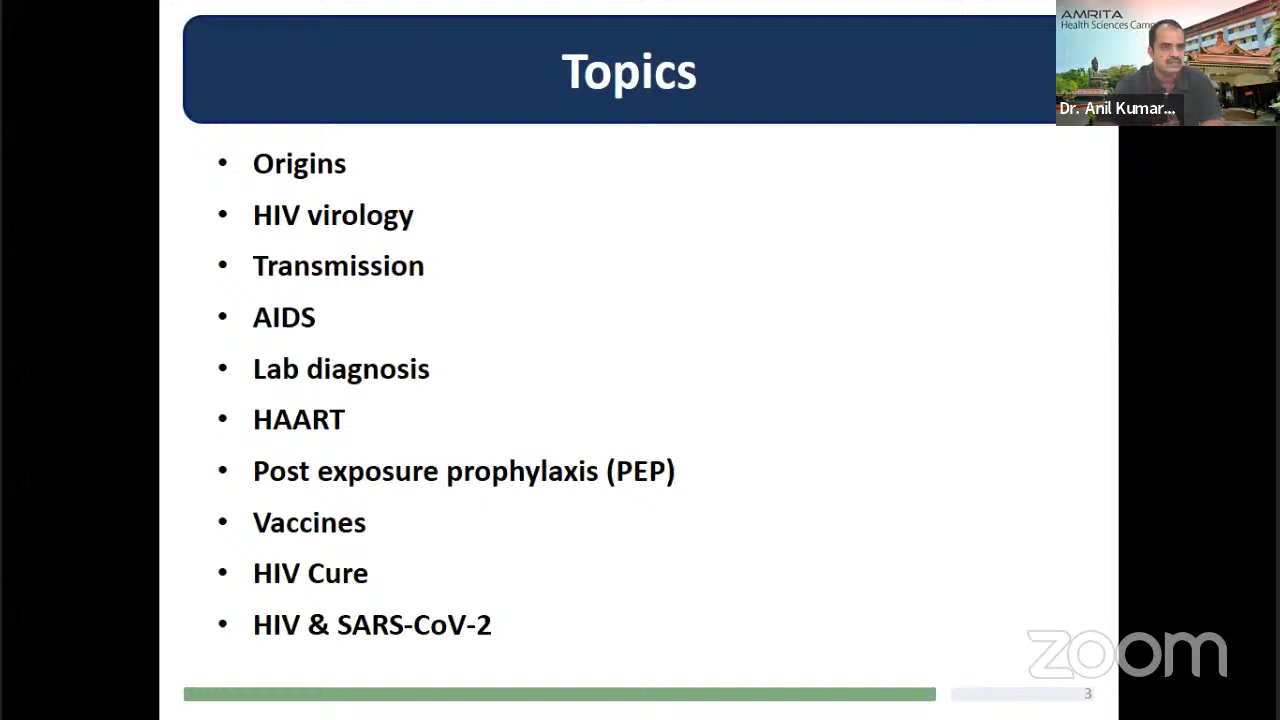 Topics
AMRITA
Health Sciences Camp
Dr. Anil Kumar...
• Origins
• HIV virology
• Transmission
• AIDS
• Lab diagnosis
• HAART
• Post exposure prophylaxis (PEP)
• Vaccines
• HIV Cure
• HIV & SARS-CoV-2
zoom
3